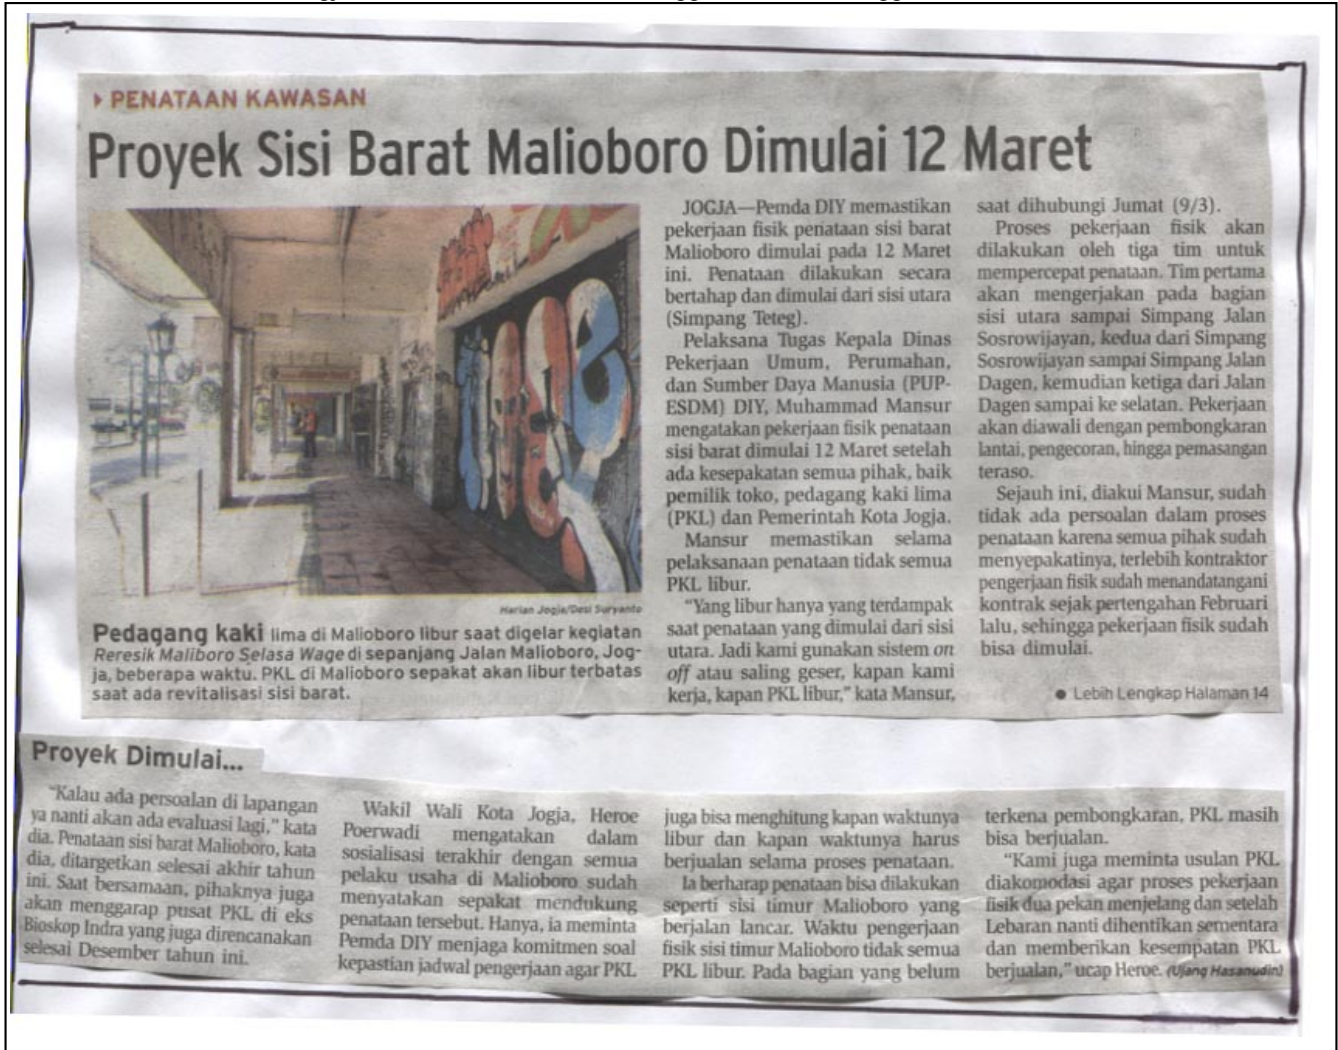 PENATAAN KAWASAN
Proyek Sisi Barat Malioboro Dimulai 12 Maret
Harian Jogja/Desi Suryanto
Pedagang kaki lima di Malioboro libur saat digelar kegiatan
Reresik Maliboro Selasa Wage di sepanjang Jalan Malioboro, Jog-
ja, beberapa waktu. PKL di Malioboro sepakat akan libur terbatas
saat ada revitalisasi sisi barat.
JOGJA—Pemda DIY memastikan
pekerjaan fisik penataan sisi barat
Malioboro dimulai pada 12 Maret
ini. Penataan dilakukan secara
bertahap dan dimulai dari sisi utara
(Simpang Teteg).
Pelaksana Tugas Kepala Dinas
Pekerjaan Umum, Perumahan,
dan Sumber Daya Manusia (PUP-
ESDM) DIY, Muhammad Mansur
mengatakan pekerjaan fisik penataan
sisi barat dimulai 12 Maret setelah
ada kesepakatan semua pihak, baik
pemilik toko, pedagang kaki lima
(PKL) dan Pemerintah Kota Jogja.
Mansur memastikan selama
pelaksanaan penataan tidak semua
PKL libur.
"Yang libur hanya yang terdampak
saat penataan yang dimulai dari sisi
utara. Jadi kami gunakan sistem on
off atau saling geser, kapan kami
kerja, kapan PKL libur," kata Mansur,
saat dihubungi Jumat (9/3).
Proses pekerjaan fisik akan
dilakukan oleh tiga tim untuk
mempercepat penataan. Tim pertama
akan mengerjakan pada bagian
sisi utara sampai Simpang Jalan
Sosrowijayan, kedua dari Simpang
Sosrowijayan sampai Simpang Jalan
Dagen, kemudian ketiga dari Jalan
Dagen sampai ke selatan. Pekerjaan
akan diawali dengan pembongkaran
lantai, pengecoran, hingga pemasangan
teraso.
Sejauh ini, diakui Mansur, sudah
tidak ada persoalan dalam proses
penataan karena semua pihak sudah
menyepakatinya, terlebih kontraktor
pengerjaan fisik sudah menandatangani
kontrak sejak pertengahan Februari
lalu, sehingga pekerjaan fisik sudah
bisa dimulai.
● Lebih Lengkap Halaman 14
Proyek Dimulai...
"Kalau ada persoalan di lapangan
ya nanti akan ada evaluasi lagi," kata
dia. Penataan sisi barat Malioboro, kata
dia, ditargetkan selesai akhir tahun
ini. Saat bersamaan, pihaknya juga
akan menggarap pusat PKL di eks
Bioskop Indra yang juga direncanakan
selesai Desember tahun ini.
Wakil Wali Kota Jogja, Heroe
Poerwadi mengatakan dalam
sosialisasi terakhir dengan semua
pelaku usaha di Malioboro sudah
menyatakan sepakat mendukung
penataan tersebut. Hanya, ia meminta
Pemda DIY menjaga komitmen soal
kepastian jadwal pengerjaan agar PKL
juga bisa menghitung kapan waktunya
libur dan kapan waktunya harus
berjualan selama proses penataan.
Ia berharap penataan bisa dilakukan
seperti sisi timur Malioboro yang
berjalan lancar. Waktu pengerjaan
fisik sisi timur Malioboro tidak semua
PKL libur. Pada bagian yang belum
terkena pembongkaran, PKL masih
bisa berjualan.
"Kami juga meminta usulan PKL
diakomodasi agar proses pekerjaan
fisik dua pekan menjelang dan setelah
Lebaran nanti dihentikan sementara
dan memberikan kesempatan PKL
berjualan," ucap Heroe. (Ujang Hasanudin)